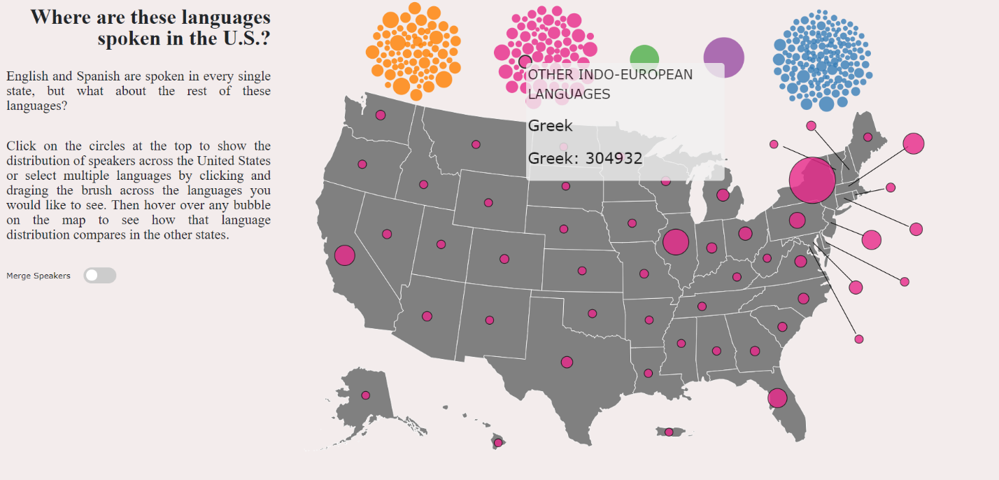 Where are these languages
spoken in the U.S.?
English and Spanish are spoken in every single
state, but what about the rest of these
languages?
Click on the circles at the top to show the
distribution of speakers across the United States
or select multiple languages by clicking and
draging the brush across the languages you
would like to see. Then hover over any bubble
on the map to see how that language
distribution compares in the other states.
Merge Speakers
OTHER INDO-EUROPEAN
LANGUAGES
Greek
Greek: 304932